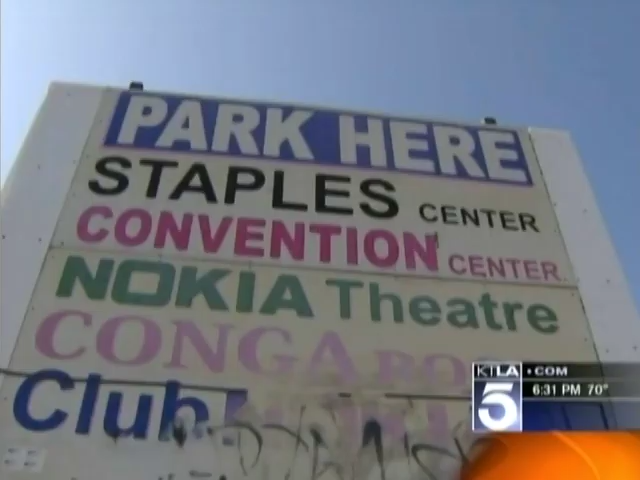 PARK HERE
STAPLES CENTER
CONVENTION CENTER
NOKIA Theatre
CONGA
Club
KTLA .COM
5 6:31 PM 70°